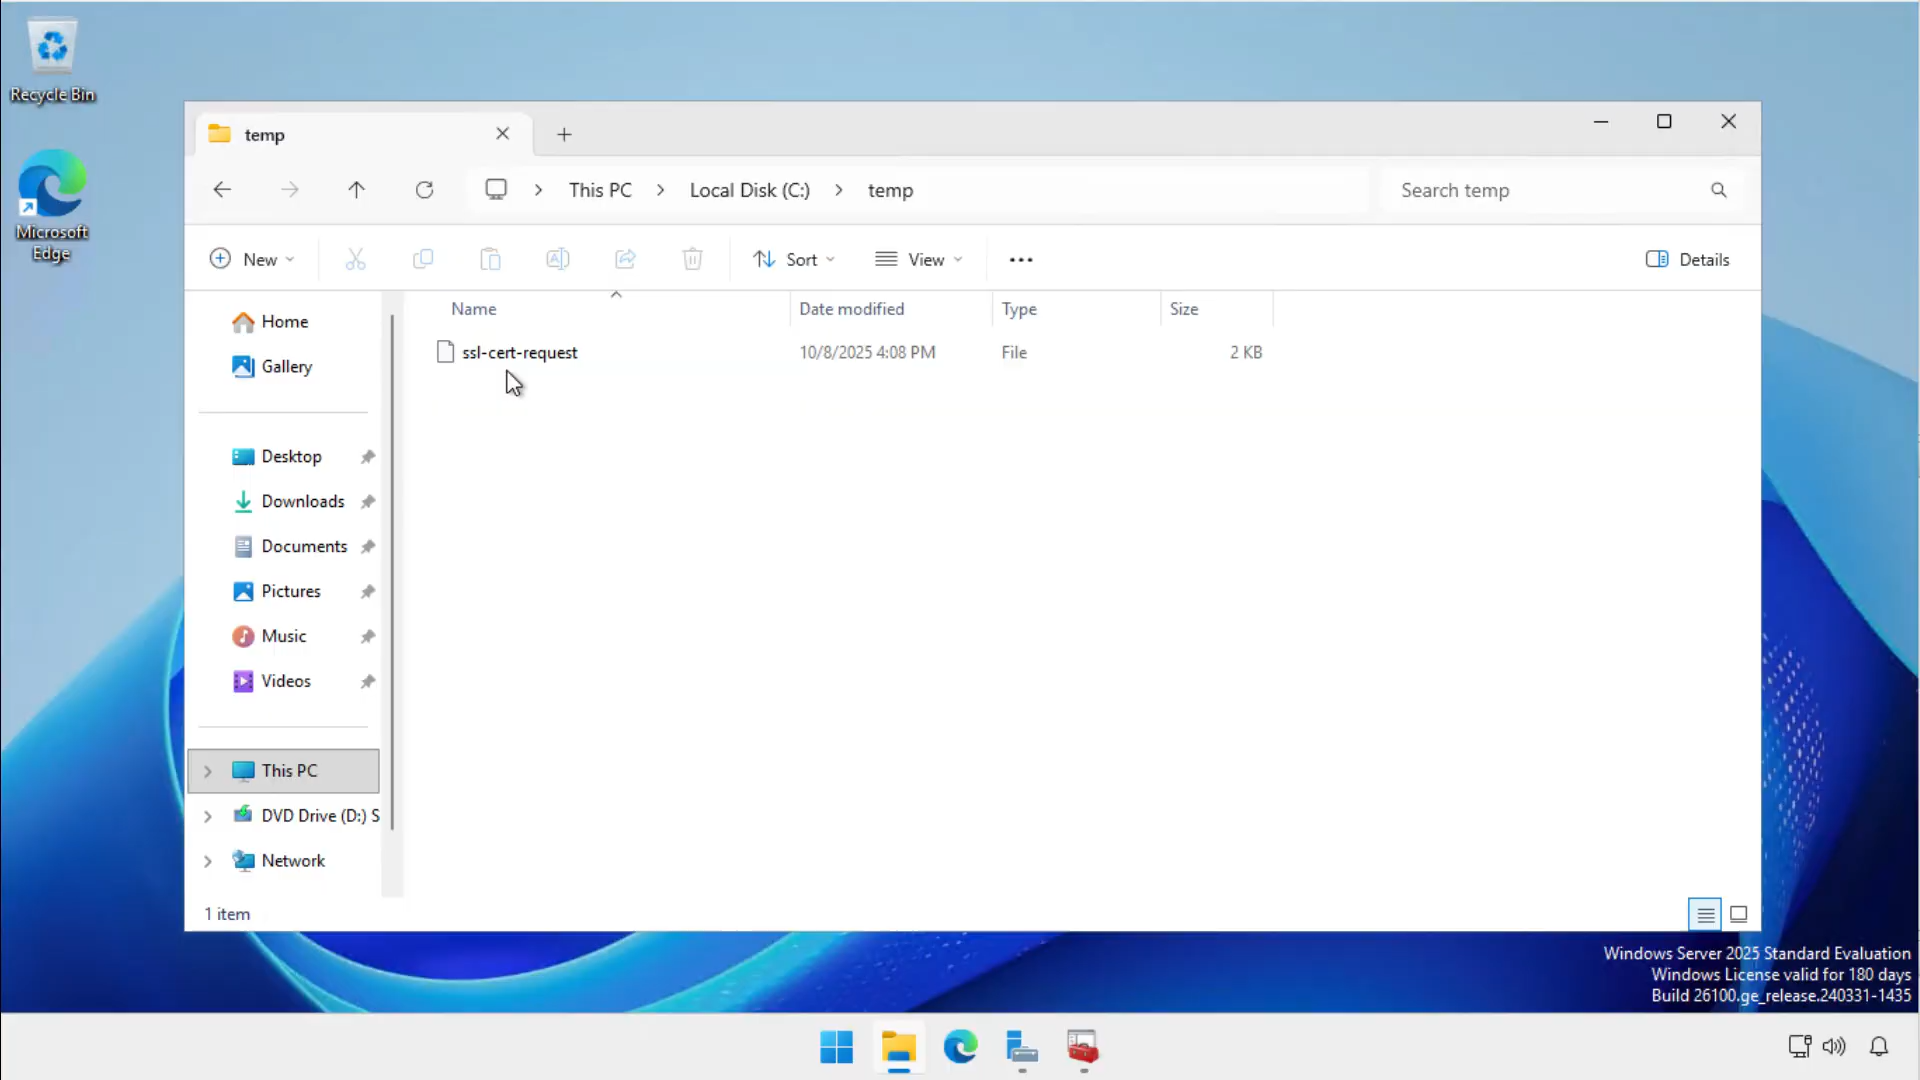 Recycle Bin
Microsoft
Edge
temp
This PC
Local Disk (C:)
temp
Search temp
New
Sort
View
Details
Name
Date modified
Type
Size
ssl-cert-request
10/8/2025 4:08 PM
File
2 KB
Home
Gallery
Desktop
Downloads
Documents
Pictures
Music
Videos
This PC
DVD Drive (D:) S
Network
1 item
Windows Server 2025 Standard Evaluation
Windows License valid for 180 days
Build 26100.ge_release.240331-1435